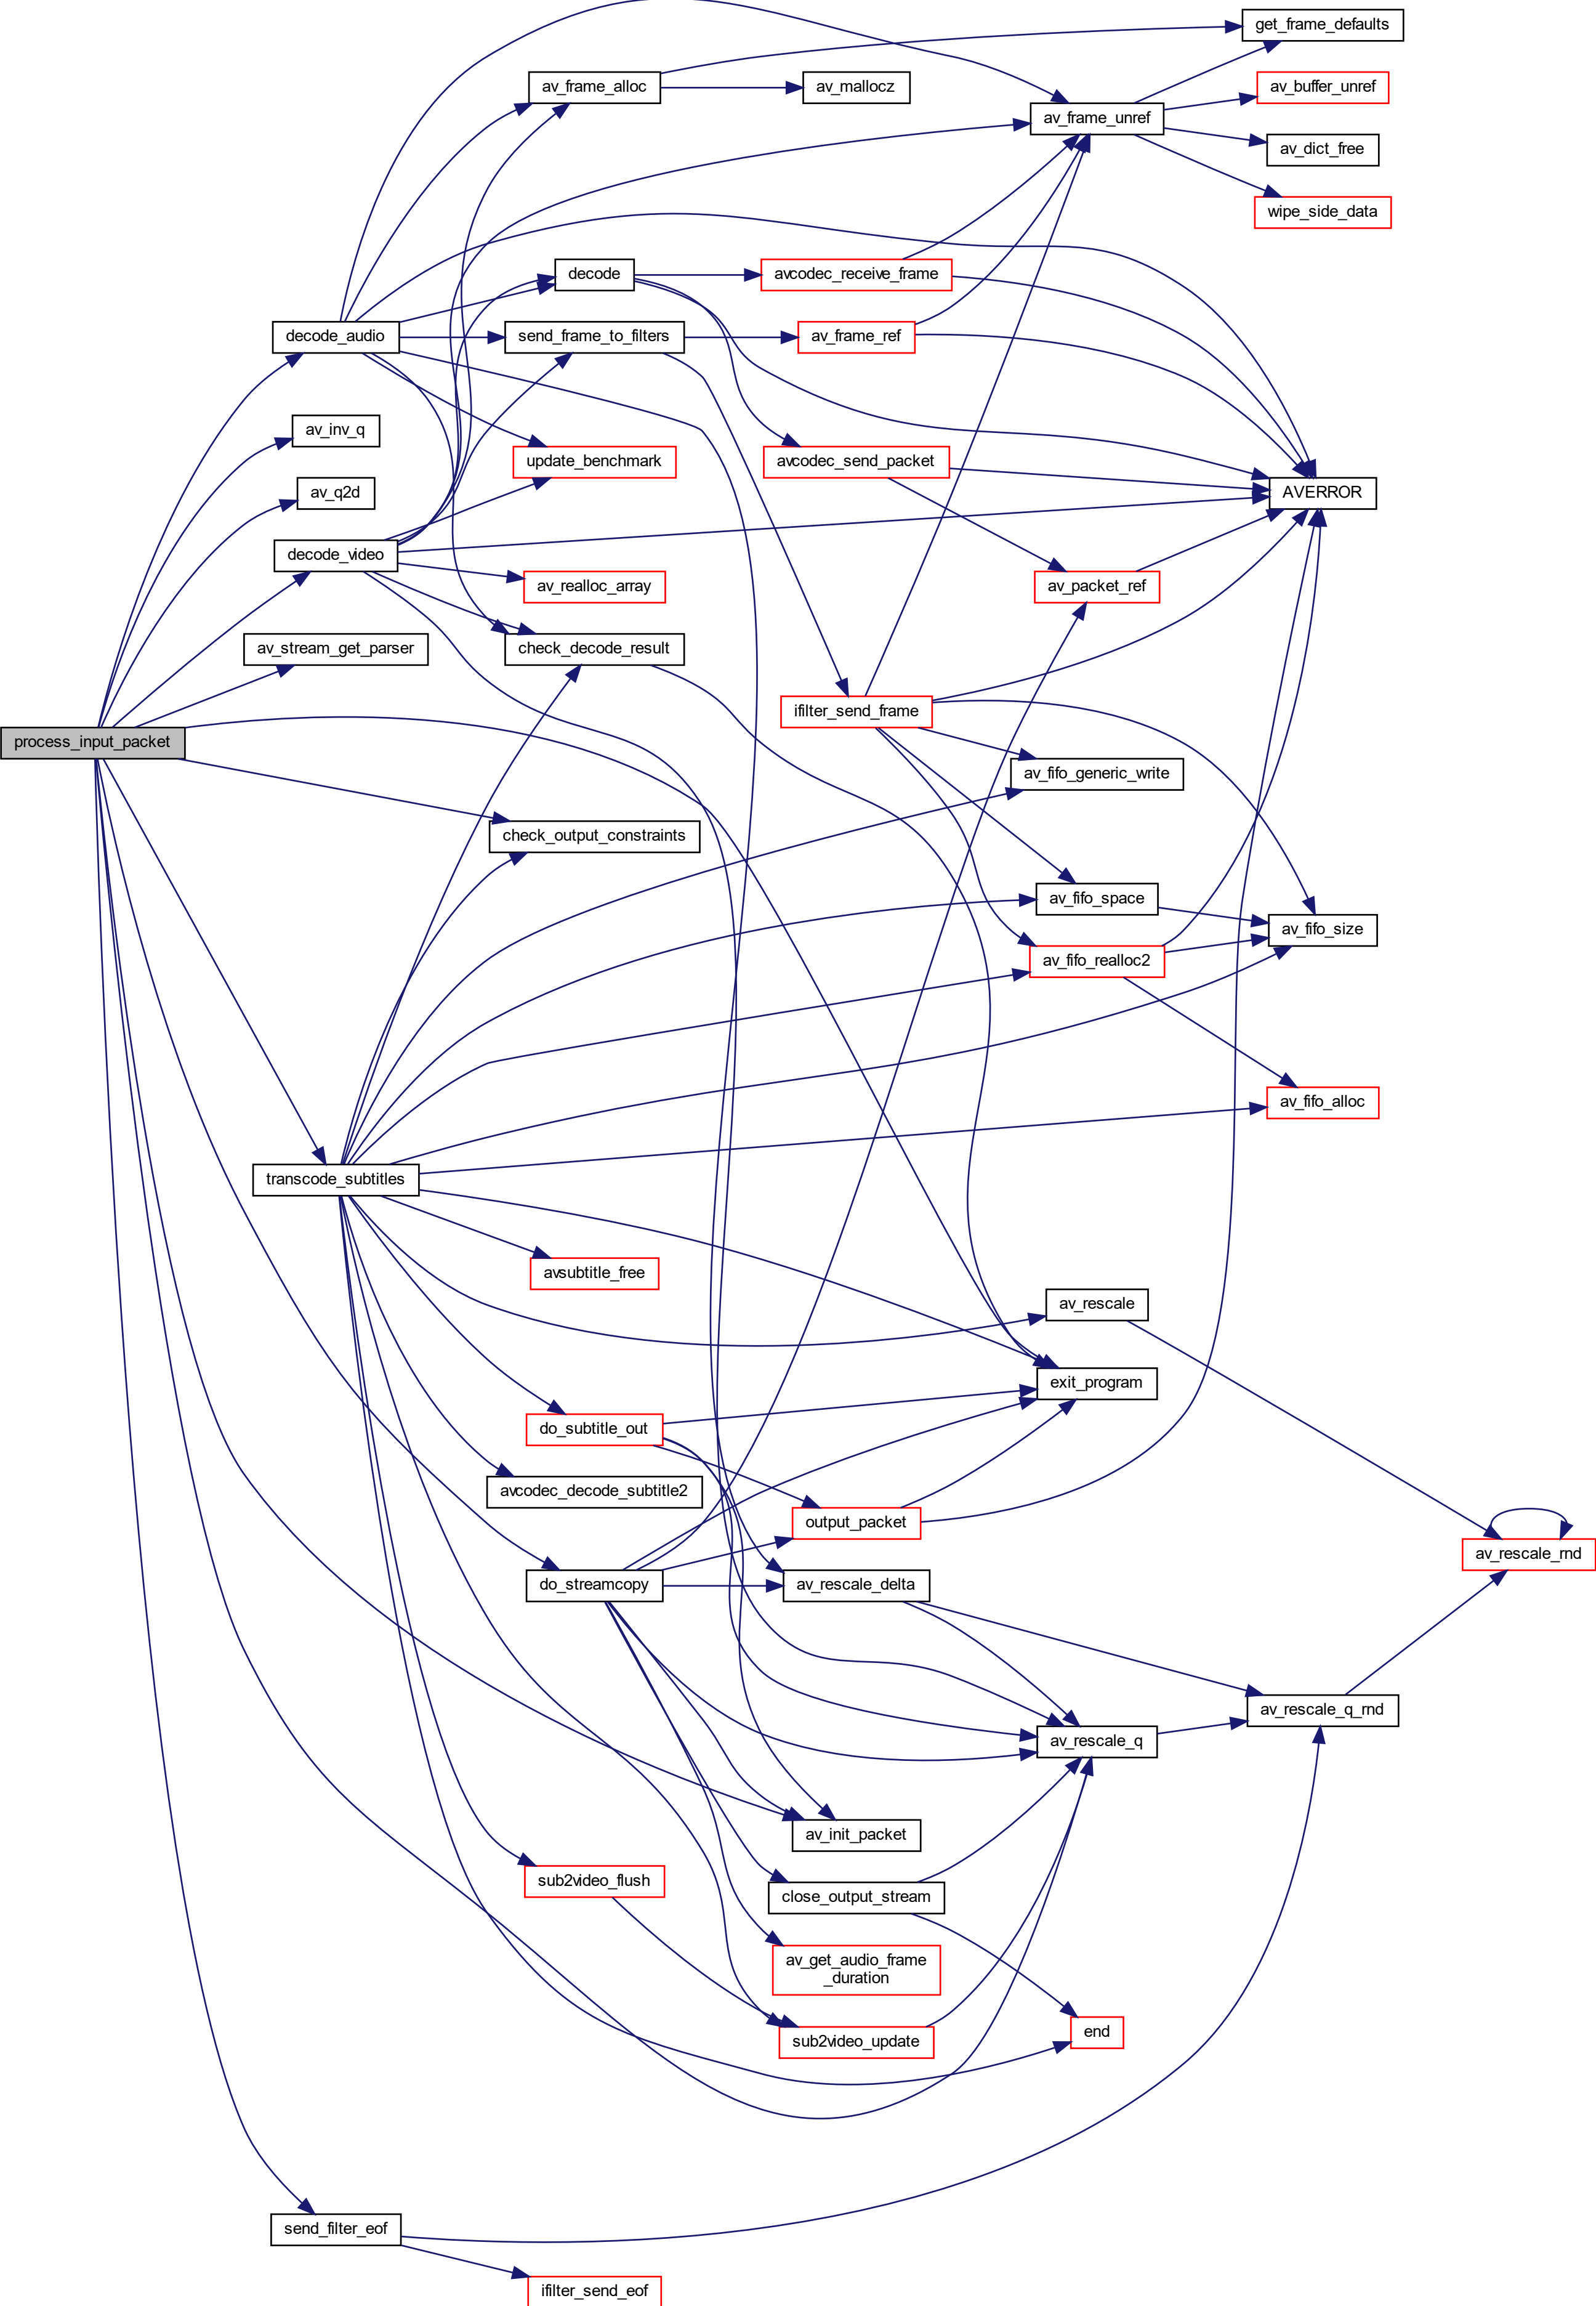 get_frame_defaults
av_frame_alloc
av_mallocz
av_buffer_unref
av_frame_unref
av_dict_free
wipe_side_data
decode
avcodec_receive_frame
decode_audio
send_frame_to_filters
av_frame_ref
av_inv_q
update_benchmark
avcodec_send_packet
av_q2d
AVERROR
decode_video
av_realloc_array
av_packet_ref
av_stream_get_parser
check_decode_result
ifilter_send_frame
process_input_packet
av_fifo_generic_write
check_output_constraints
av_fifo_space
av_fifo_size
av_fifo_realloc2
av_fifo_alloc
transcode_subtitles
avsubtitle_free
av_rescale
exit_program
do_subtitle_out
avcodec_decode_subtitle2
output_packet
av_rescale_rnd
do_streamcopy
av_rescale_delta
av_rescale_q_rnd
av_rescale_q
av_init_packet
sub2video_flush
close_output_stream
av_get_audio_frame
_duration
end
sub2video_update
send_filter_eof
ifilter_send_eof